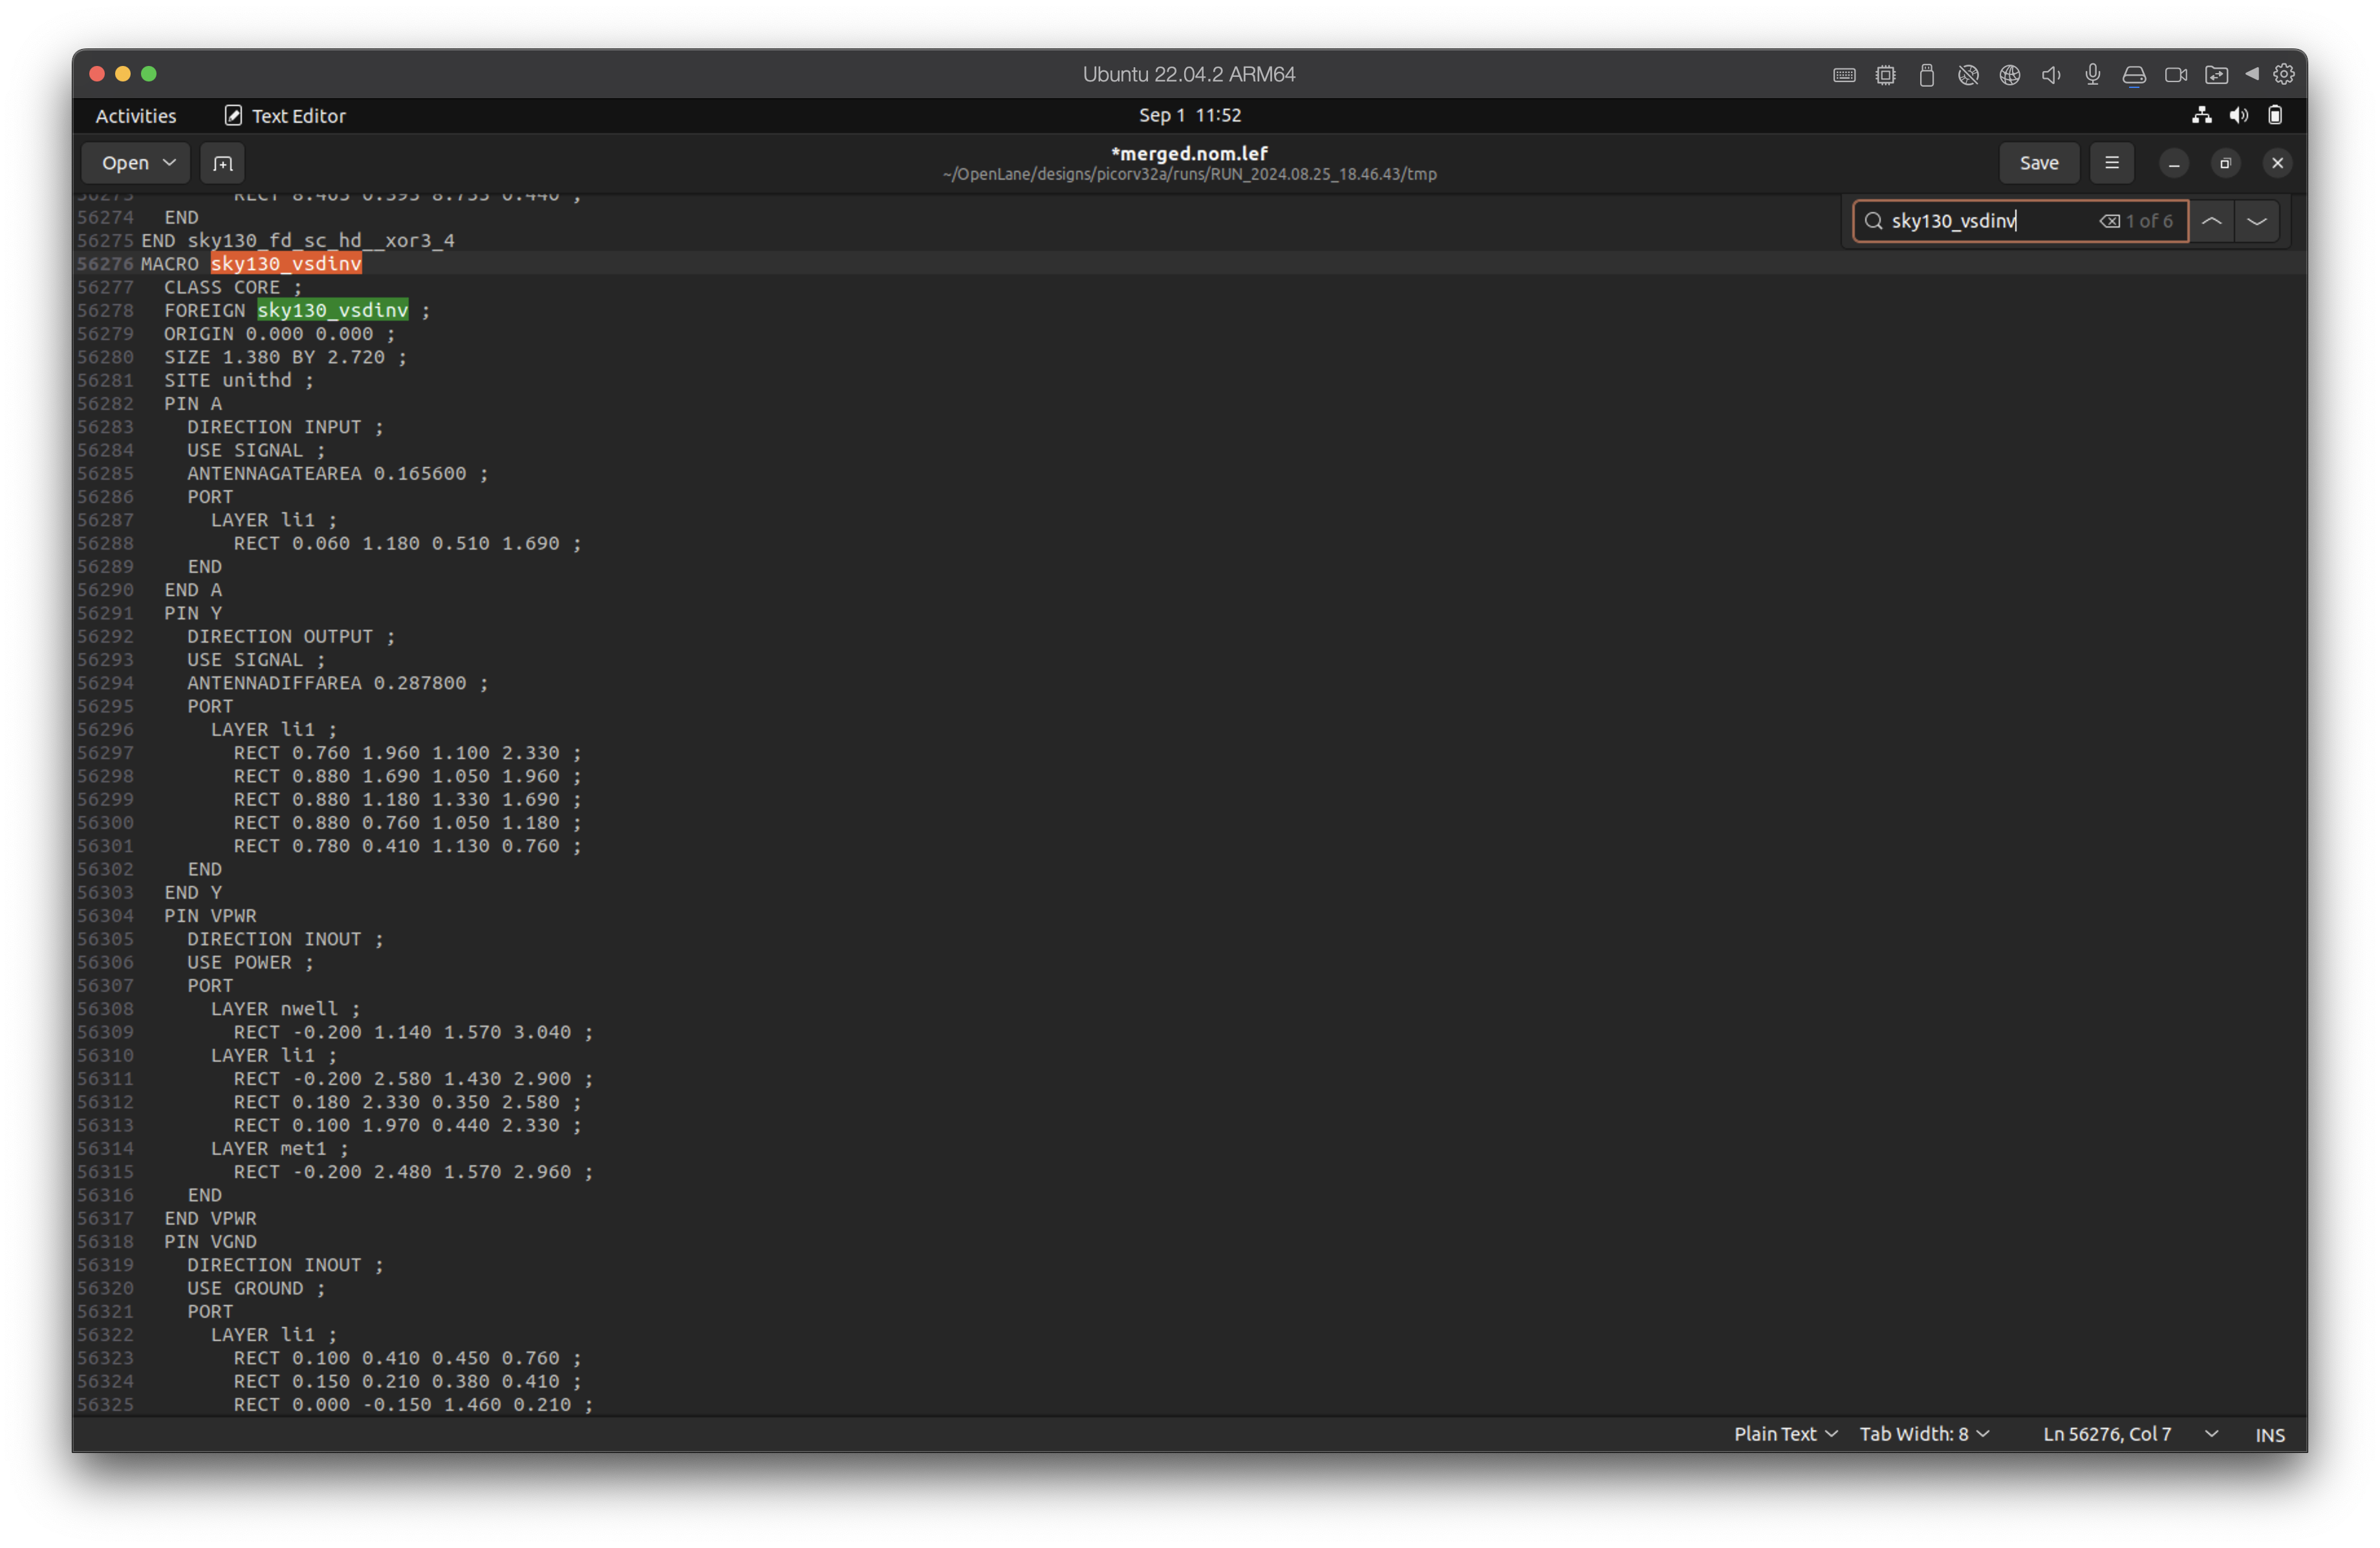 Ubuntu 22.04.2 ARM64
Activities Text Editor Sep 1 11:52
Open *merged.nom.lef Save
~/OpenLane/designs/picorv32a/runs/RUN_2024.08.25_18.46.43/tmp
56273 RECT 8.465 0.395 8.735 0.440 ;
sky130_vsdinv 1 of 6
56274 END
56275 END sky130_fd_sc_hd__xor3_4
56276 MACRO sky130_vsdinv
56277 CLASS CORE ;
56278 FOREIGN sky130_vsdinv ;
56279 ORIGIN 0.000 0.000 ;
56280 SIZE 1.380 BY 2.720 ;
56281 SITE unithd ;
56282 PIN A
56283 DIRECTION INPUT ;
56284 USE SIGNAL ;
56285 ANTENNAGATEAREA 0.165600 ;
56286 PORT
56287 LAYER li1 ;
56288 RECT 0.060 1.180 0.510 1.690 ;
56289 END
56290 END A
56291 PIN Y
56292 DIRECTION OUTPUT ;
56293 USE SIGNAL ;
56294 ANTENNADIFFAREA 0.287800 ;
56295 PORT
56296 LAYER li1 ;
56297 RECT 0.760 1.960 1.100 2.330 ;
56298 RECT 0.880 1.690 1.050 1.960 ;
56299 RECT 0.880 1.180 1.330 1.690 ;
56300 RECT 0.880 0.760 1.050 1.180 ;
56301 RECT 0.780 0.410 1.130 0.760 ;
56302 END
56303 END Y
56304 PIN VPWR
56305 DIRECTION INOUT ;
56306 USE POWER ;
56307 PORT
56308 LAYER nwell ;
56309 RECT -0.200 1.140 1.570 3.040 ;
56310 LAYER li1 ;
56311 RECT -0.200 2.580 1.430 2.900 ;
56312 RECT 0.180 2.330 0.350 2.580 ;
56313 RECT 0.100 1.970 0.440 2.330 ;
56314 LAYER met1 ;
56315 RECT -0.200 2.480 1.570 2.960 ;
56316 END
56317 END VPWR
56318 PIN VGND
56319 DIRECTION INOUT ;
56320 USE GROUND ;
56321 PORT
56322 LAYER li1 ;
56323 RECT 0.100 0.410 0.450 0.760 ;
56324 RECT 0.150 0.210 0.380 0.410 ;
56325 RECT 0.000 -0.150 1.460 0.210 ;
Plain Text Tab Width: 8 Ln 56276, Col 7 INS